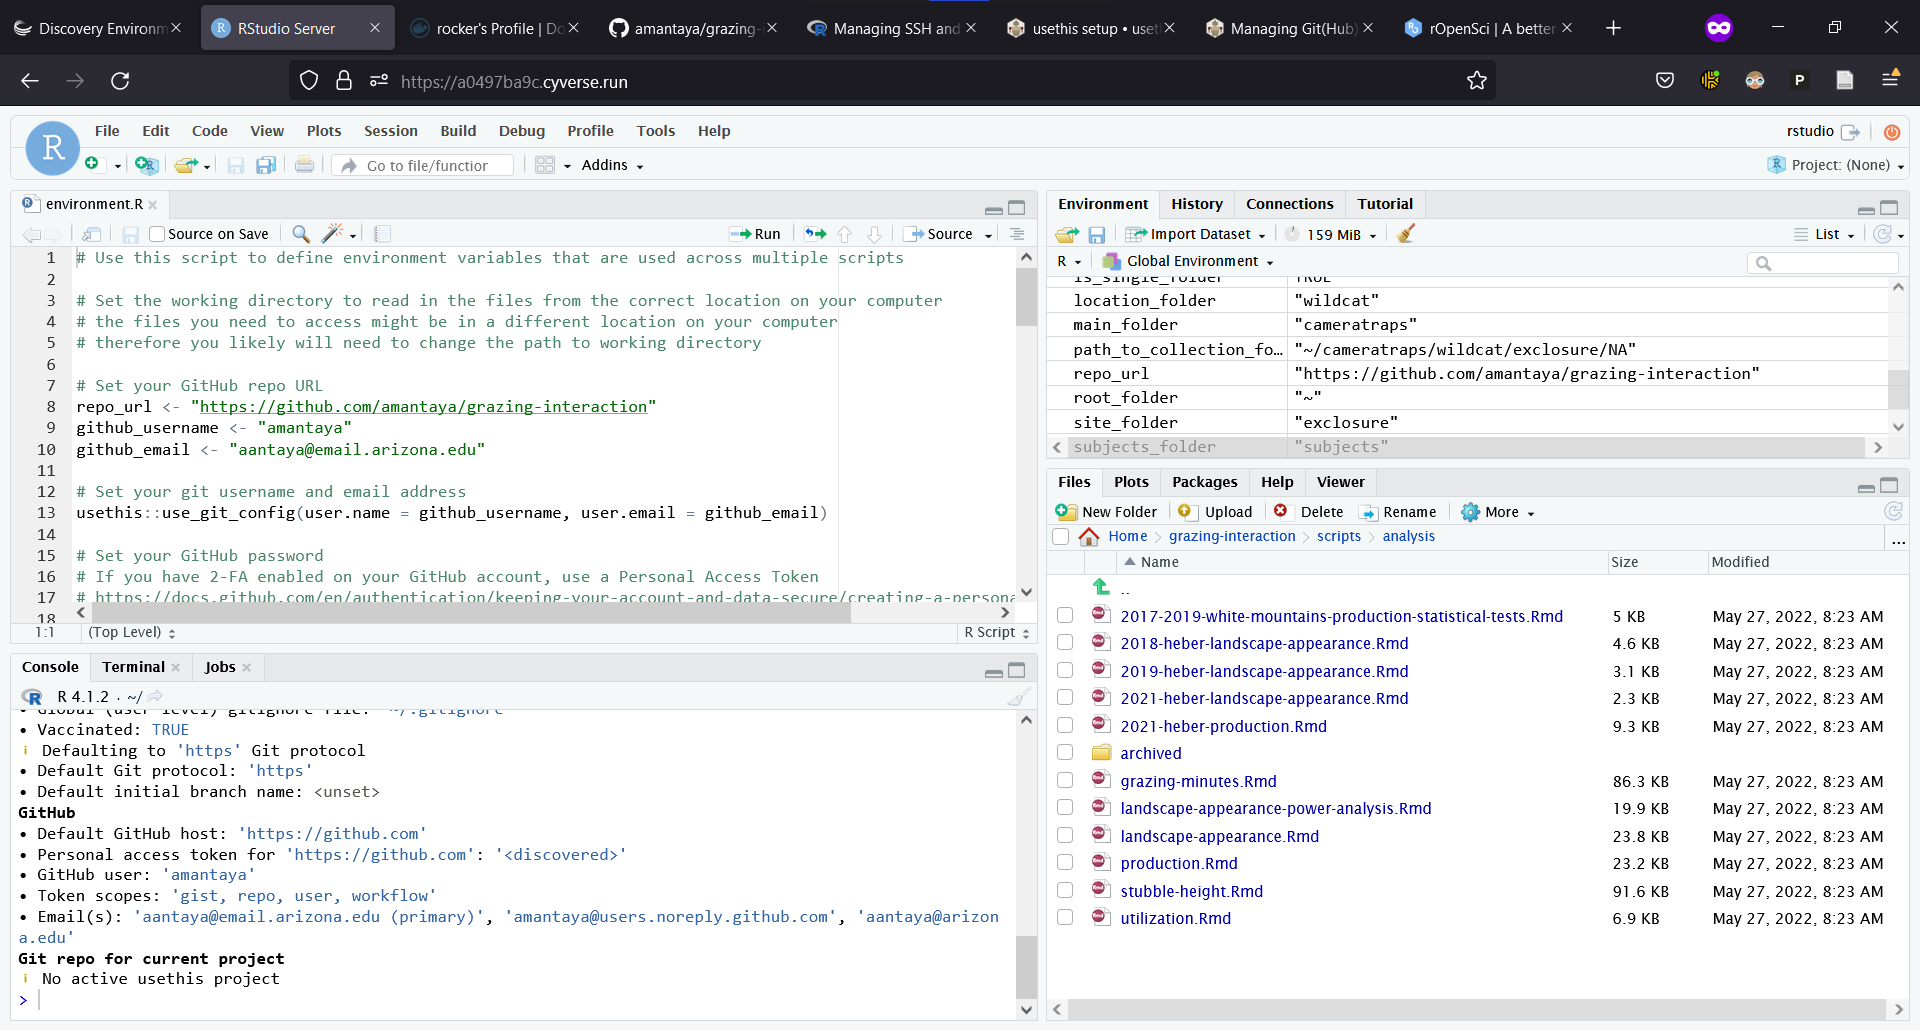 Discovery Environm
RStudio Server
rocker's Profile | Do
amantaya/grazing-
Managing SSH and
usethis setup • uset
Managing Git(Hub)
rOpenSci | A better
https://a0497ba9c.cyverse.run
File Edit Code View Plots Session Build Debug Profile Tools Help
rstudio
Go to file/function
Addins
Project: (None)
environment.R
Source on Save
Run
Source
1 # Use this script to define environment variables that are used across multiple scripts
2
3 # Set the working directory to read in the files from the correct location on your computer
4 # the files you need to access might be in a different location on your computer
5 # therefore you likely will need to change the path to working directory
6
7 # Set your GitHub repo URL
8 repo_url <- "https://github.com/amantaya/grazing-interaction"
9 github_username <- "amantaya"
10 github_email <- "aantaya@email.arizona.edu"
11
12 # Set your git username and email address
13 usethis::use_git_config(user.name = github_username, user.email = github_email)
14
15 # Set your GitHub password
16 # If you have 2-FA enabled on your GitHub account, use a Personal Access Token
17 # https://docs.github.com/en/authentication/keeping-your-account-and-data-secure/creating-a-persona
18
1:1 (Top Level) R Script
Console Terminal Jobs
R 4.1.2 · ~/
• Global (user-level) gitignore file: '~/.gitignore'
• Vaccinated: TRUE
i Defaulting to 'https' Git protocol
• Default Git protocol: 'https'
• Default initial branch name: <unset>
GitHub
• Default GitHub host: 'https://github.com'
• Personal access token for 'https://github.com': '<discovered>'
• GitHub user: 'amantaya'
• Token scopes: 'gist, repo, user, workflow'
• Email(s): 'aantaya@email.arizona.edu (primary)', 'amantaya@users.noreply.github.com', 'aantaya@arizon
a.edu'
Git repo for current project
i No active usethis project
>
Environment History Connections Tutorial
Import Dataset 159 MiB List
R Global Environment
is_single_folder TRUE
location_folder "wildcat"
main_folder "cameratraps"
path_to_collection_fo… "~/cameratraps/wildcat/exclosure/NA"
repo_url "https://github.com/amantaya/grazing-interaction"
root_folder "~"
site_folder "exclosure"
subjects_folder "subjects"
Files Plots Packages Help Viewer
New Folder Upload Delete Rename More
Home grazing-interaction scripts analysis ...
Name Size Modified
..
2017-2019-white-mountains-production-statistical-tests.Rmd 5 KB May 27, 2022, 8:23 AM
2018-heber-landscape-appearance.Rmd 4.6 KB May 27, 2022, 8:23 AM
2019-heber-landscape-appearance.Rmd 3.1 KB May 27, 2022, 8:23 AM
2021-heber-landscape-appearance.Rmd 2.3 KB May 27, 2022, 8:23 AM
2021-heber-production.Rmd 9.3 KB May 27, 2022, 8:23 AM
archived
grazing-minutes.Rmd 86.3 KB May 27, 2022, 8:23 AM
landscape-appearance-power-analysis.Rmd 19.9 KB May 27, 2022, 8:23 AM
landscape-appearance.Rmd 23.8 KB May 27, 2022, 8:23 AM
production.Rmd 23.2 KB May 27, 2022, 8:23 AM
stubble-height.Rmd 91.6 KB May 27, 2022, 8:23 AM
utilization.Rmd 6.9 KB May 27, 2022, 8:23 AM